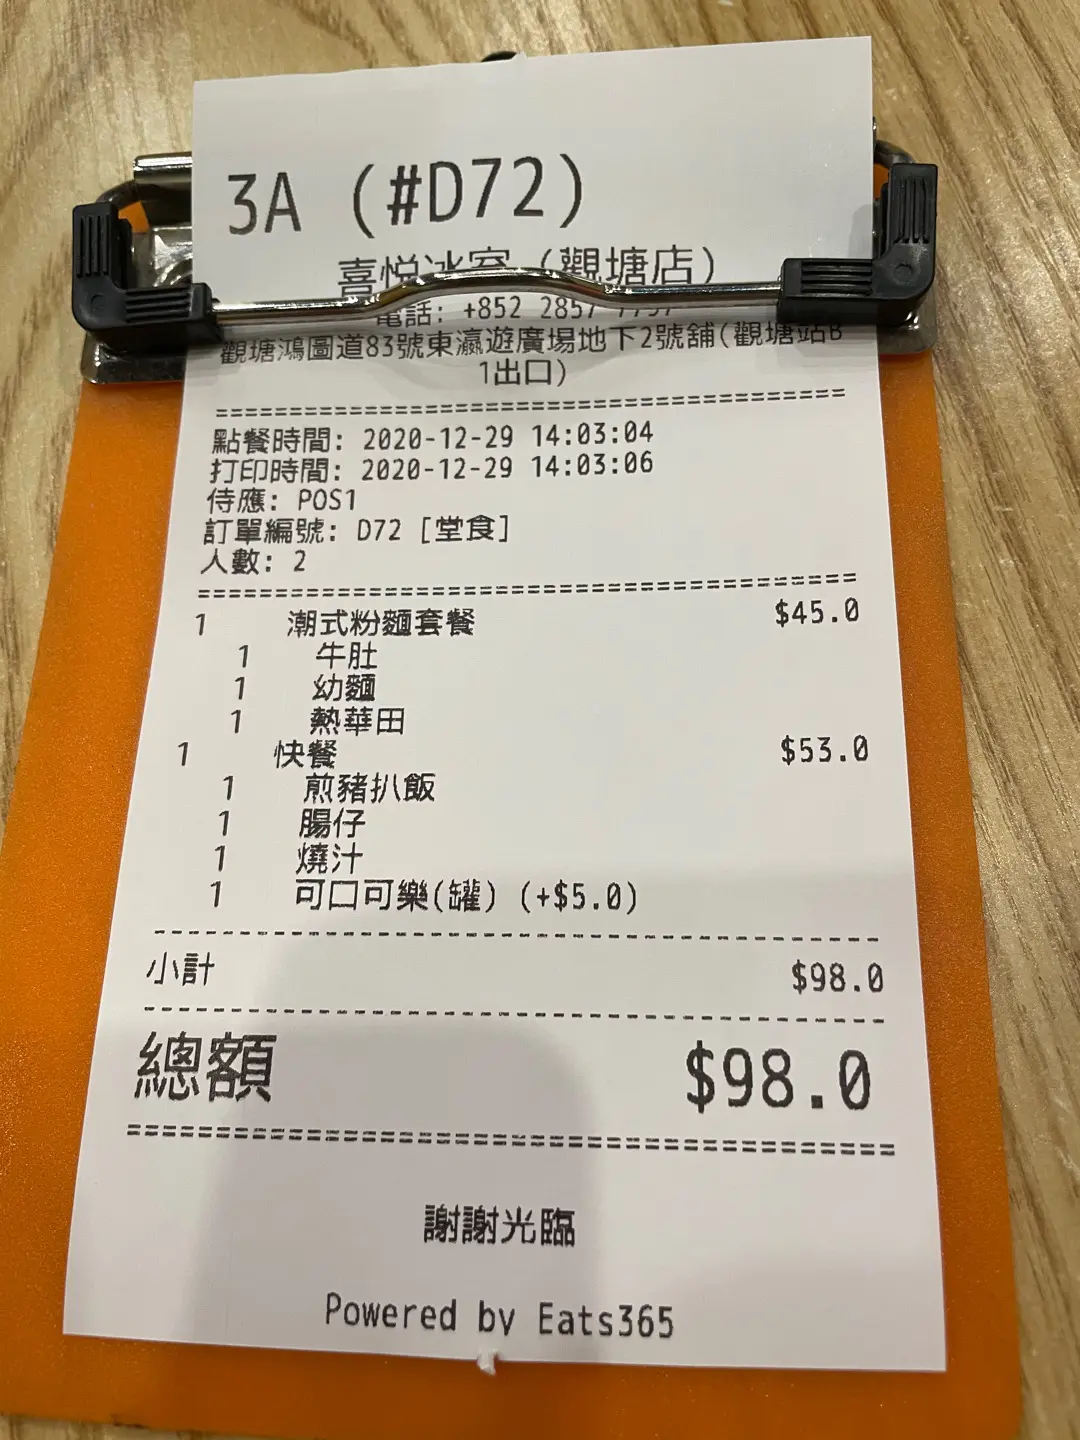 3A (#D72)
喜悅冰室 (觀塘店)
電話: +852 2857
觀塘鴻圖道83號東瀛遊廣場地下2號舖(觀塘站B
1出口)
點餐時間: 2020-12-29 14:03:04
打印時間: 2020-12-29 14:03:06
侍應: POS1
訂單編號: D72 [堂食]
人數: 2
1 潮式粉麵套餐 $45.0
1 牛肚
1 幼麵
1 熱華田
1 快餐 $53.0
1 煎豬扒飯
1 腸仔
1 燒汁
1 可口可樂(罐) (+$5.0)
小計 $98.0
總額 $98.0
謝謝光臨
Powered by Eats365